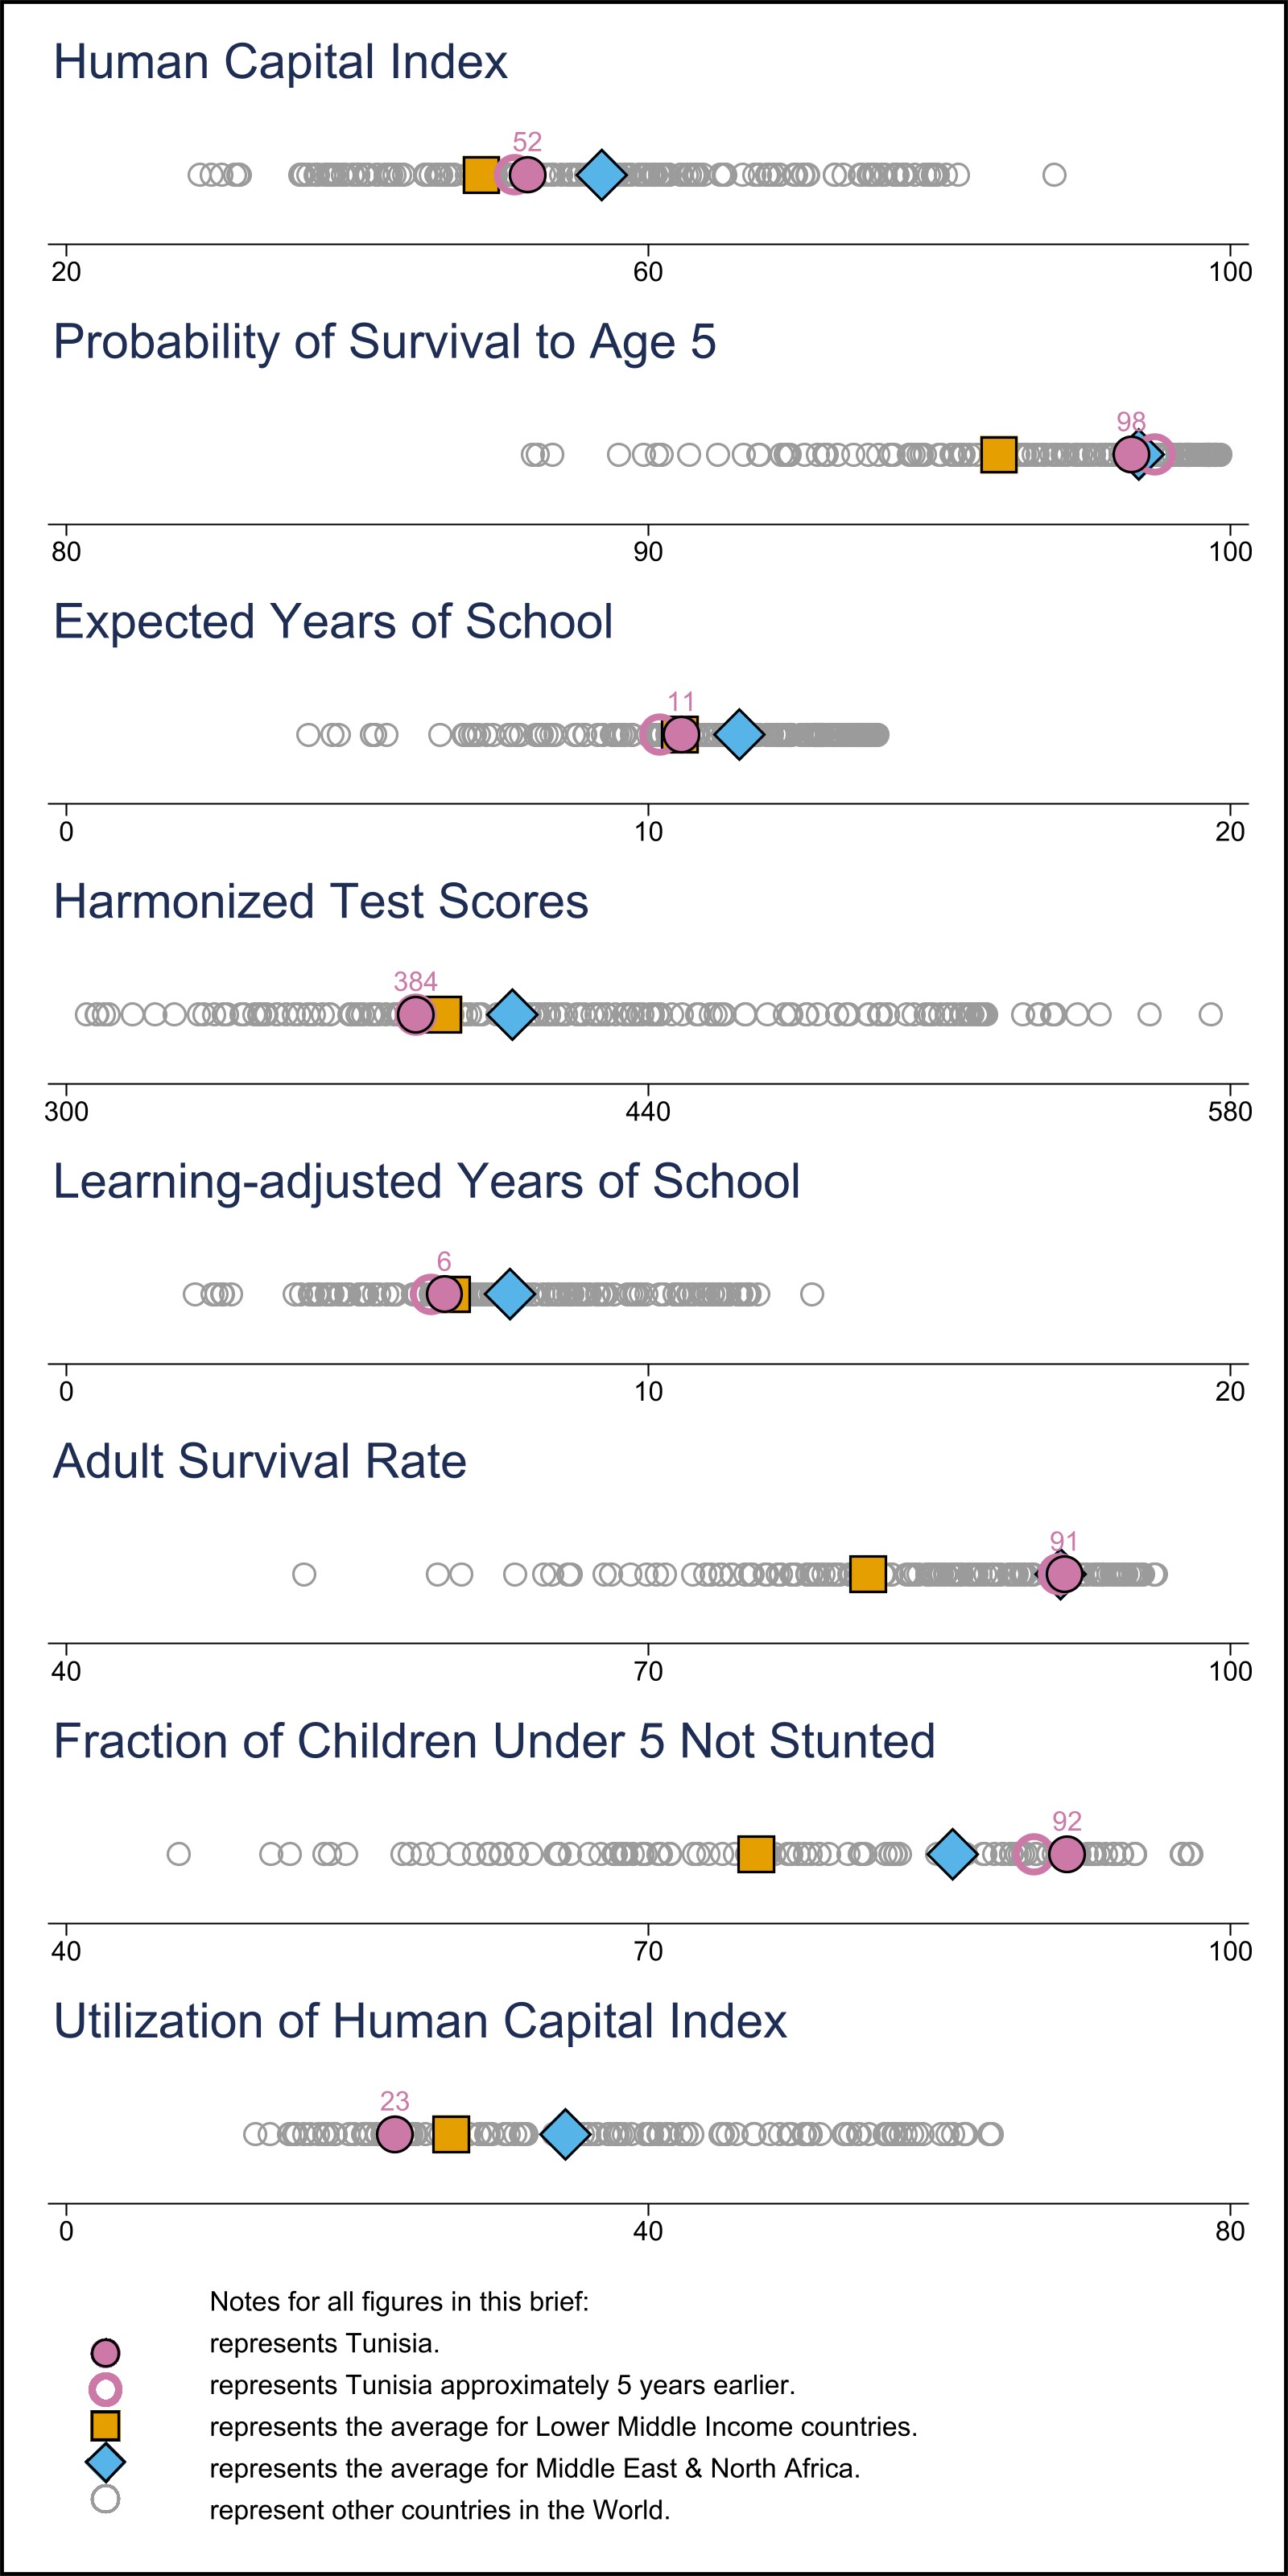 Human Capital Index
52
20 60 100
Probability of Survival to Age 5
98
80 90 100
Expected Years of School
11
0 10 20
Harmonized Test Scores
384
300 440 580
Learning-adjusted Years of School
6
0 10 20
Adult Survival Rate
91
40 70 100
Fraction of Children Under 5 Not Stunted
92
40 70 100
Utilization of Human Capital Index
23
0 40 80
Notes for all figures in this brief:
represents Tunisia.
represents Tunisia approximately 5 years earlier.
represents the average for Lower Middle Income countries.
represents the average for Middle East & North Africa.
represent other countries in the World.